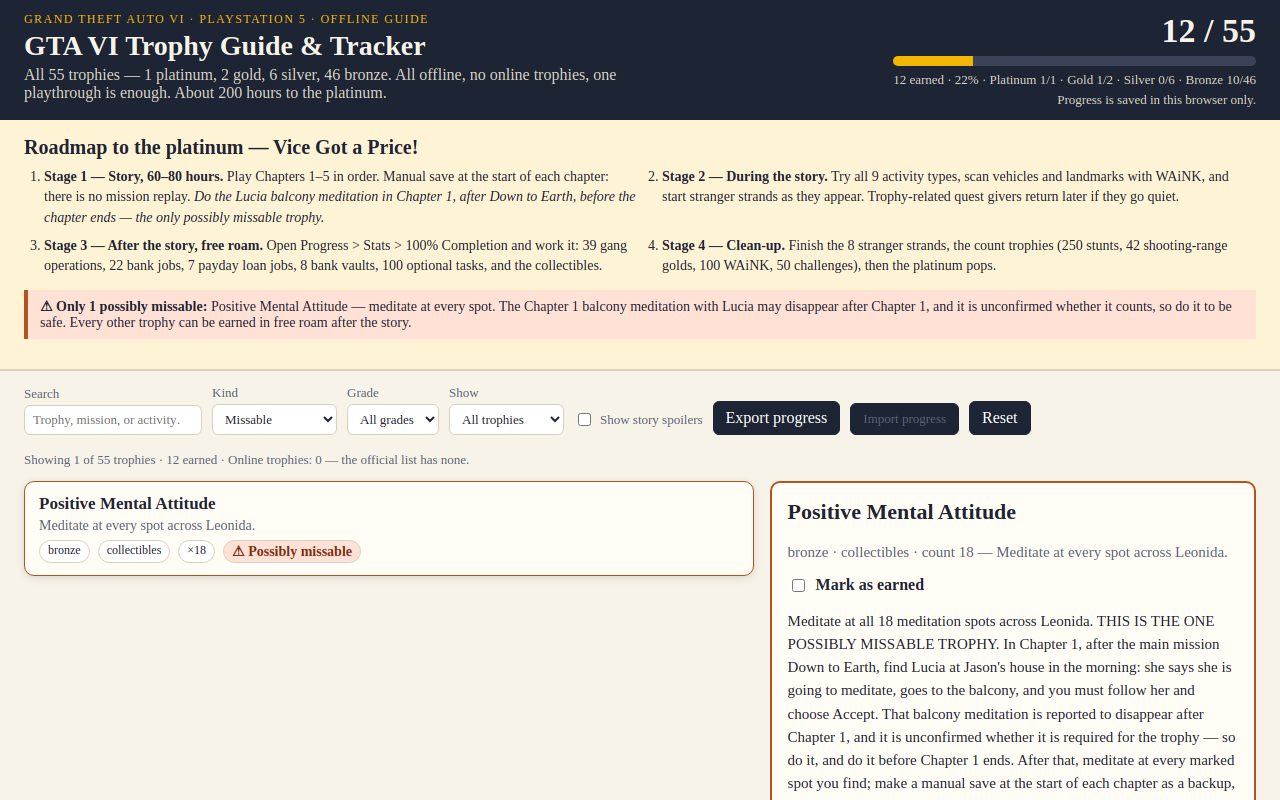 GRAND THEFT AUTO VI · PLAYSTATION 5 · OFFLINE GUIDE
GTA VI Trophy Guide & Tracker
All 55 trophies — 1 platinum, 2 gold, 6 silver, 46 bronze. All offline, no online trophies, one
playthrough is enough. About 200 hours to the platinum.
12 / 55
12 earned · 22% · Platinum 1/1 · Gold 1/2 · Silver 0/6 · Bronze 10/46
Progress is saved in this browser only.
Roadmap to the platinum — Vice Got a Price!
1. Stage 1 — Story, 60–80 hours. Play Chapters 1–5 in order. Manual save at the start of each chapter:
there is no mission replay. Do the Lucia balcony meditation in Chapter 1, after Down to Earth, before the
chapter ends — the only possibly missable trophy.
2. Stage 2 — During the story. Try all 9 activity types, scan vehicles and landmarks with WAiNK, and
start stranger strands as they appear. Trophy-related quest givers return later if they go quiet.
3. Stage 3 — After the story, free roam. Open Progress > Stats > 100% Completion and work it: 39 gang
operations, 22 bank jobs, 7 payday loan jobs, 8 bank vaults, 100 optional tasks, and the collectibles.
4. Stage 4 — Clean-up. Finish the 8 stranger strands, the count trophies (250 stunts, 42 shooting-range
golds, 100 WAiNK, 50 challenges), then the platinum pops.
⚠ Only 1 possibly missable: Positive Mental Attitude — meditate at every spot. The Chapter 1 balcony meditation with Lucia may disappear after Chapter 1, and it is unconfirmed whether it counts, so do it to be
safe. Every other trophy can be earned in free roam after the story.
Search
Kind
Grade
Show
Trophy, mission, or activity.
Missable
All grades
All trophies
Show story spoilers
Export progress
Import progress
Reset
Showing 1 of 55 trophies · 12 earned · Online trophies: 0 — the official list has none.
Positive Mental Attitude
Meditate at every spot across Leonida.
bronze
collectibles
×18
⚠ Possibly missable
Positive Mental Attitude
bronze · collectibles · count 18 — Meditate at every spot across Leonida.
Mark as earned
Meditate at all 18 meditation spots across Leonida. THIS IS THE ONE
POSSIBLY MISSABLE TROPHY. In Chapter 1, after the main mission
Down to Earth, find Lucia at Jason's house in the morning: she says she is
going to meditate, goes to the balcony, and you must follow her and
choose Accept. That balcony meditation is reported to disappear after
Chapter 1, and it is unconfirmed whether it is required for the trophy — so
do it, and do it before Chapter 1 ends. After that, meditate at every marked
spot you find; make a manual save at the start of each chapter as a backup,